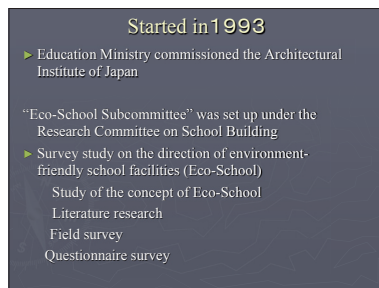 Started in1993
► Education Ministry commissioned the Architectural
Institute of Japan
“Eco-School Subcommittee” was set up under the
Research Committee on School Building
► Survey study on the direction of environment-
friendly school facilities (Eco-School)
Study of the concept of Eco-School
Literature research
Field survey
Questionnaire survey